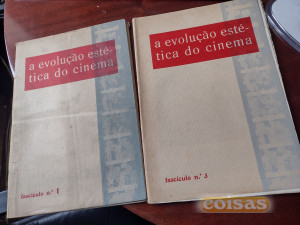 a evolução esté-
tica do cinema
fascículo n.º 1
a evolução esté-
tica do cinema
fascículo n.º 3
coisas